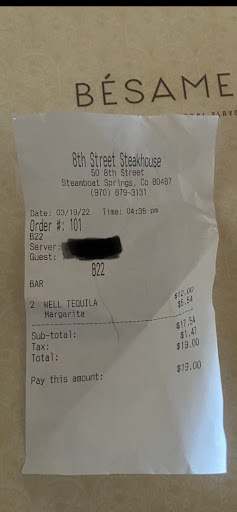 BÉSAME
8th Street Steakhouse
50 8th Street
Steamboat Springs, Co 80487
(970) 879-3131
Date: 03/18/22 Time: 04:35 pm
Order #: 101
B22
Server:
Guest:
B22
BAR
2 WELL TEQUILA $12.00
Margarita $5.54
Sub-total: $17.54
Tax: $1.47
Total: $19.00
Pay this amount: $19.00